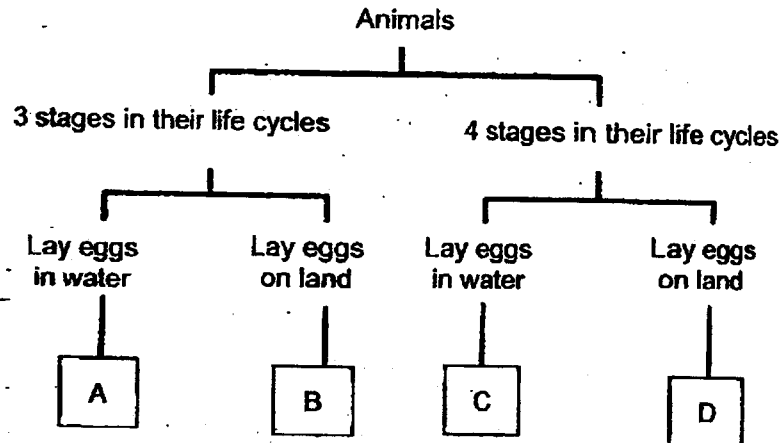 Animals
3 stages in their life cycles
4 stages in their life cycles
Lay eggs
in water
Lay eggs
on land
Lay eggs
in water
Lay eggs
on land
A
B
C
D